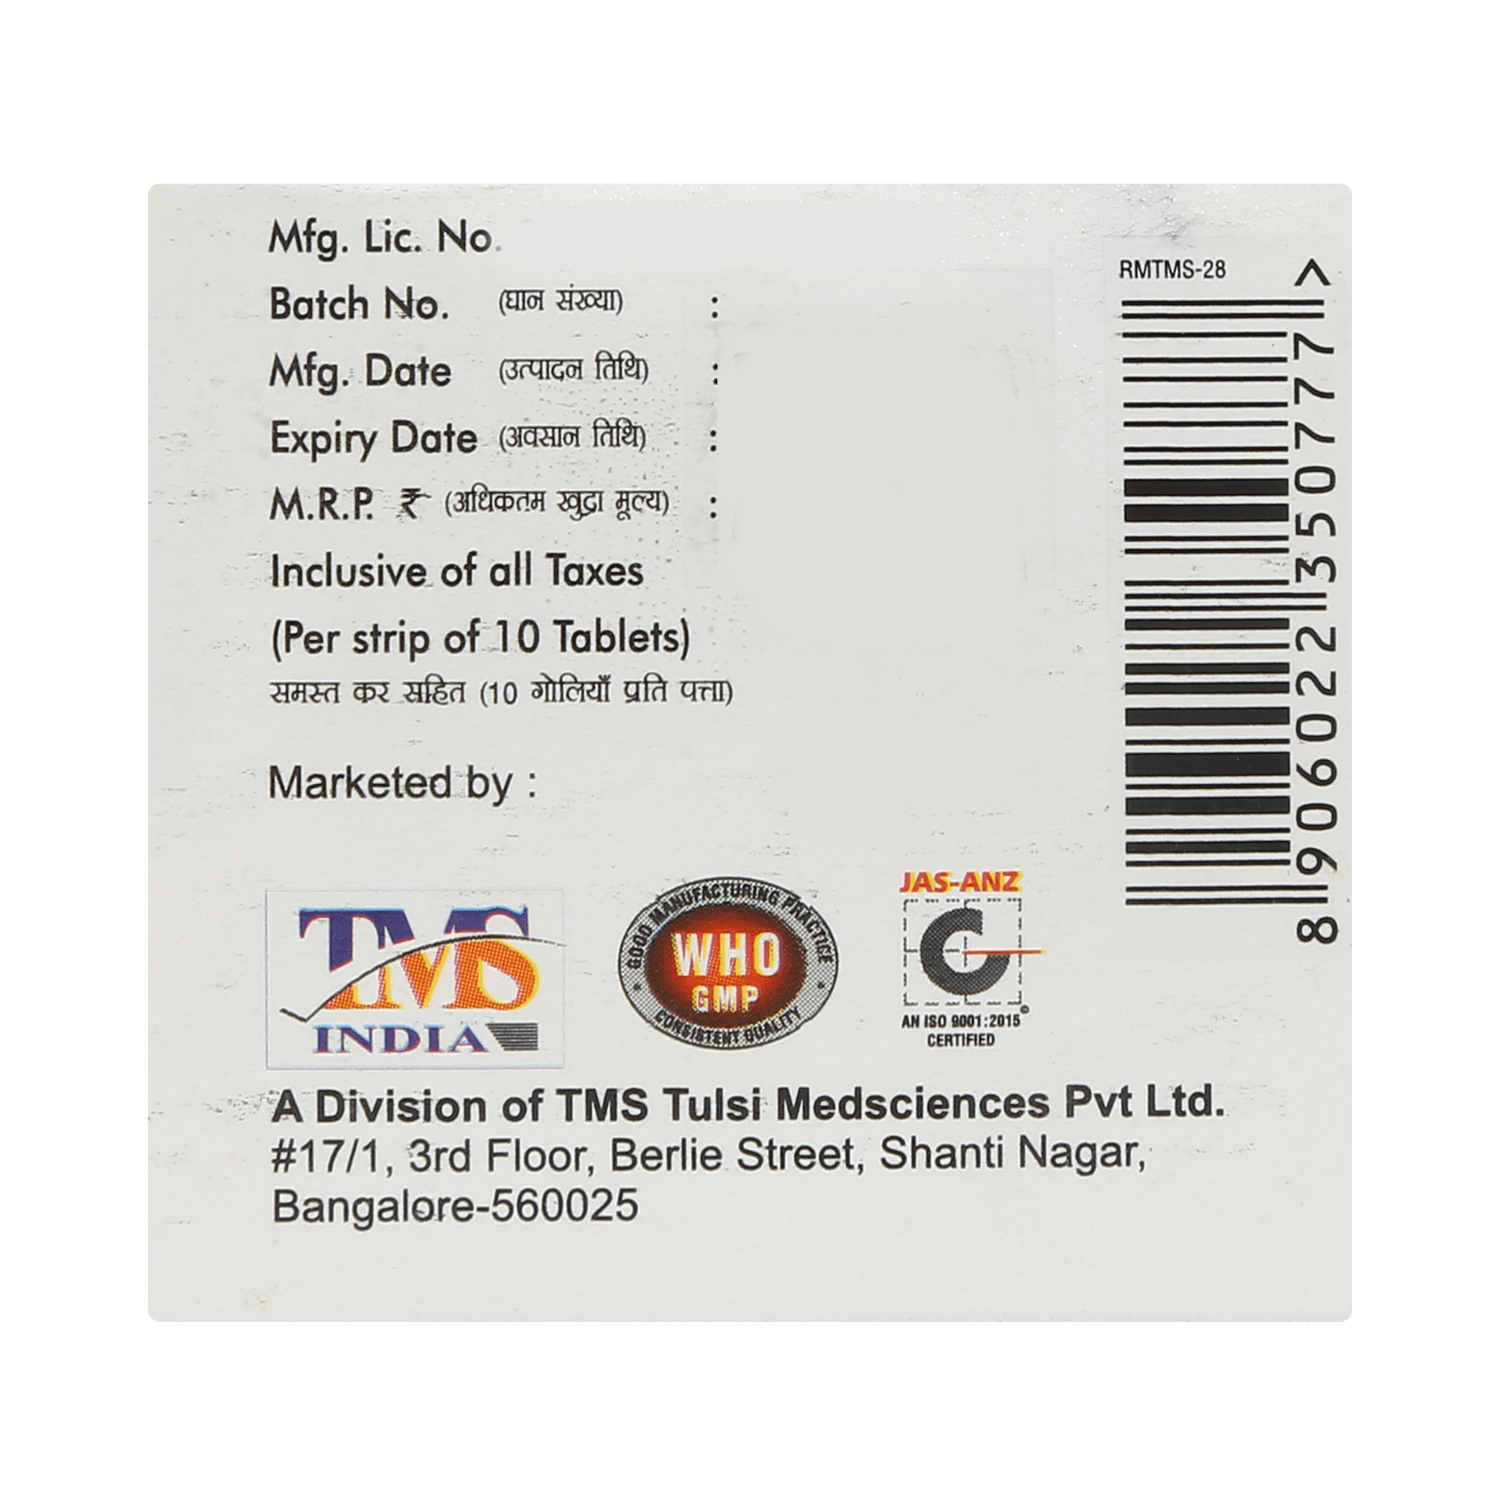 Mfg. Lic. No.
Batch No. (घान संख्या) :
Mfg. Date (उत्पादन तिथि) :
Expiry Date (अवसान तिथि) :
M.R.P. ₹ (अधिकतम खुद्रा मूल्य) :
Inclusive of all Taxes
(Per strip of 10 Tablets)
समस्त कर सहित (10 गोलियाँ प्रति पत्ता)
Marketed by :
RMTMS-28
8906022350777>
TMS
INDIA
GOOD MANUFACTURING PRACTICE
WHO
GMP
CONSISTENT QUALITY
JAS-ANZ
C
©
AN ISO 9001:2015
CERTIFIED
A Division of TMS Tulsi Medsciences Pvt Ltd.
#17/1, 3rd Floor, Berlie Street, Shanti Nagar,
Bangalore-560025